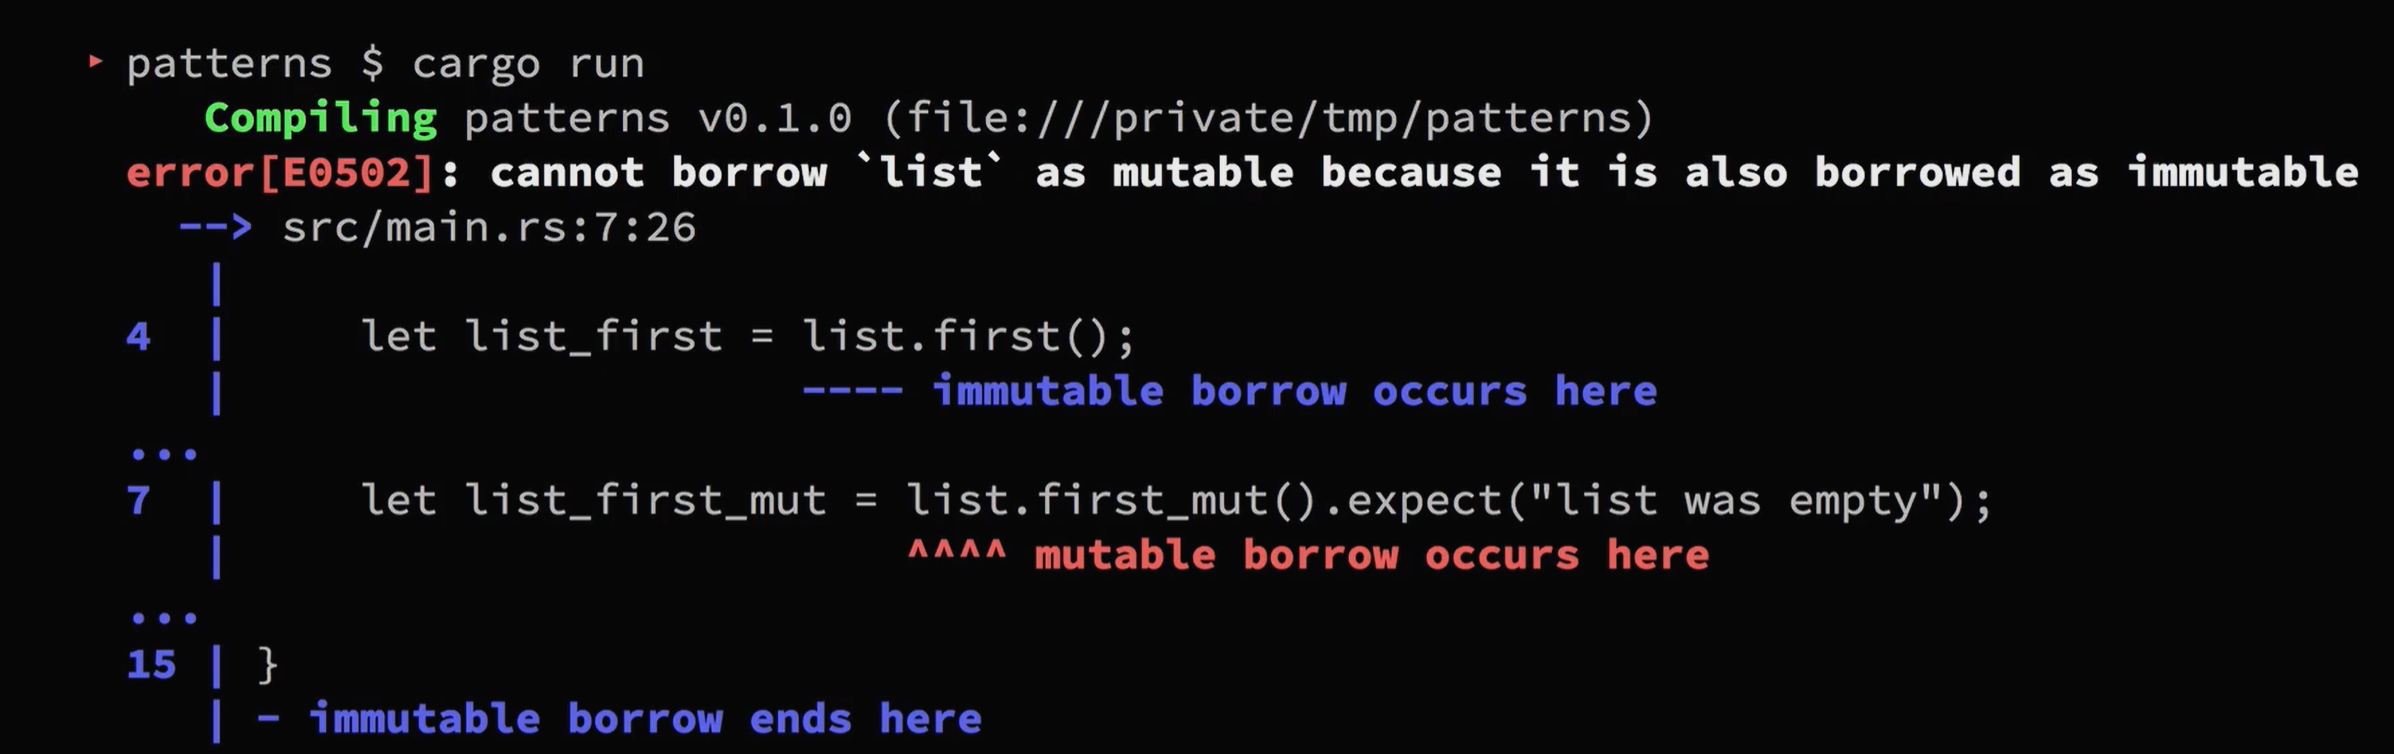 ▸ patterns $ cargo run
   Compiling patterns v0.1.0 (file:///private/tmp/patterns)
error[E0502]: cannot borrow `list` as mutable because it is also borrowed as immutable
  --> src/main.rs:7:26
   |
4  |     let list_first = list.first();
   |                      ---- immutable borrow occurs here
...
7  |     let list_first_mut = list.first_mut().expect("list was empty");
   |                          ^^^^ mutable borrow occurs here
...
15 | }
   | - immutable borrow ends here